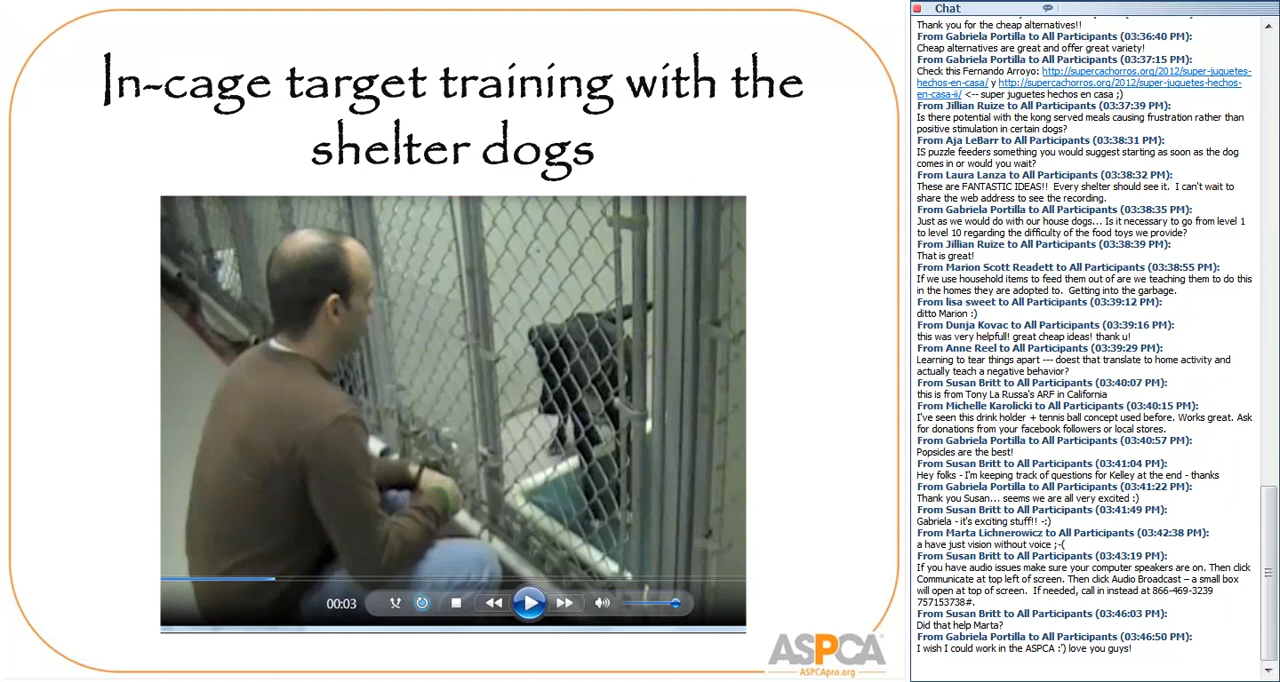 In-cage target training with the
shelter dogs
00:03
ASPCA
ASPCApro.org
Chat
Thank you for the cheap alternatives!!
From Gabriela Portilla to All Participants (03:36:40 PM):
Cheap alternatives are great and offer great variety!
From Gabriela Portilla to All Participants (03:37:15 PM):
Check this Fernando Arroyo: http://supercachorros.org/2012/super-juguetes-
hechos-en-casa/ y http://supercachorros.org/2012/super-juguetes-hechos-
en-casa-ii/ <-- super juguetes hechos en casa ;)
From Jillian Ruize to All Participants (03:37:39 PM):
Is there potential with the kong served meals causing frustration rather than
positive stimulation in certain dogs?
From Aja LeBarr to All Participants (03:38:31 PM):
IS puzzle feeders something you would suggest starting as soon as the dog
comes in or would you wait?
From Laura Lanza to All Participants (03:38:32 PM):
These are FANTASTIC IDEAS!! Every shelter should see it. I can't wait to
share the web address to see the recording.
From Gabriela Portilla to All Participants (03:38:35 PM):
Just as we would do with our house dogs... Is it necessary to go from level 1
to level 10 regarding the difficulty of the food toys we provide?
From Jillian Ruize to All Participants (03:38:39 PM):
That is great!
From Marion Scott Readett to All Participants (03:38:55 PM):
If we use household items to feed them out of are we teaching them to do this
in the homes they are adopted to. Getting into the garbage.
From lisa sweet to All Participants (03:39:12 PM):
ditto Marion :)
From Dunja Kovac to All Participants (03:39:16 PM):
this was very helpfull! great cheap ideas! thank u!
From Anne Reel to All Participants (03:39:29 PM):
Learning to tear things apart --- doest that translate to home activity and
actually teach a negative behavior?
From Susan Britt to All Participants (03:40:07 PM):
this is from Tony La Russa's ARF in California
From Michelle Karolicki to All Participants (03:40:15 PM):
I've seen this drink holder + tennis ball concept used before. Works great. Ask
for donations from your facebook followers or local stores.
From Gabriela Portilla to All Participants (03:40:57 PM):
Popsicles are the best!
From Susan Britt to All Participants (03:41:04 PM):
Hey folks - I'm keeping track of questions for Kelley at the end - thanks
From Gabriela Portilla to All Participants (03:41:22 PM):
Thank you Susan... seems we are all very excited :)
From Susan Britt to All Participants (03:41:49 PM):
Gabriela - it's exciting stuff!! -:)
From Marta Lichnerowicz to All Participants (03:42:38 PM):
a have just vision without voice ;-(
From Susan Britt to All Participants (03:43:19 PM):
If you have audio issues make sure your computer speakers are on. Then click
Communicate at top left of screen. Then click Audio Broadcast – a small box
will open at top of screen. If needed, call in instead at 866-469-3239
757153738#.
From Susan Britt to All Participants (03:46:03 PM):
Did that help Marta?
From Gabriela Portilla to All Participants (03:46:50 PM):
I wish I could work in the ASPCA :') love you guys!